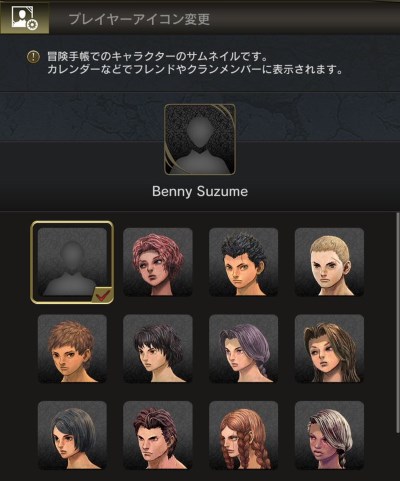 プレイヤーアイコン変更
冒険手帳でのキャラクターのサムネイルです。
カレンダーなどでフレンドやクランメンバーに表示されます。
Benny Suzume